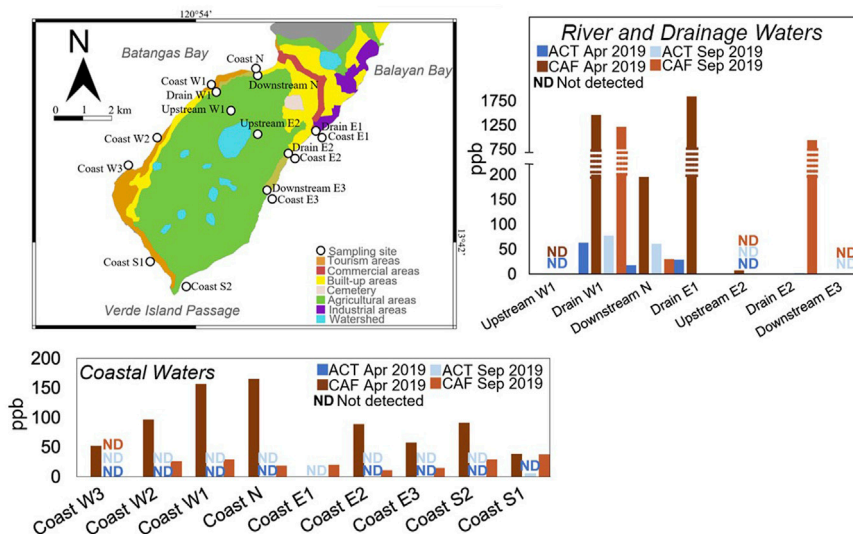 120°54'
N
Batangas Bay
Coast N
Balayan Bay
Coast W1
Downstream N
Drain W1
0 1 2 km
Upstream W1
Drain E1
Upstream E2
Coast E1
Coast W2
Drain E2
Coast E2
Coast W3
Downstream E3
Coast E3
13°42'
Sampling site
Coast S1
Tourism areas
Commercial areas
Built-up areas
Coast S2
Cemetery
Agricultural areas
Verde Island Passage
Industrial areas
Watershed
River and Drainage Waters
ACT Apr 2019 ACT Sep 2019
CAF Apr 2019 CAF Sep 2019
ND Not detected
ppb
1750
1250
750
200
150
100
50
0
ND
ND
ND
ND
ND
ND
ND
Upstream W1
Drain W1
Downstream N
Drain E1
Upstream E2
Drain E2
Downstream E3
Coastal Waters
ACT Apr 2019 ACT Sep 2019
CAF Apr 2019 CAF Sep 2019
ND Not detected
ppb
200
150
100
50
0
ND
ND ND ND ND ND ND ND
ND ND ND ND ND ND ND ND ND
Coast W3
Coast W2
Coast W1
Coast N
Coast E1
Coast E2
Coast E3
Coast S2
Coast S1